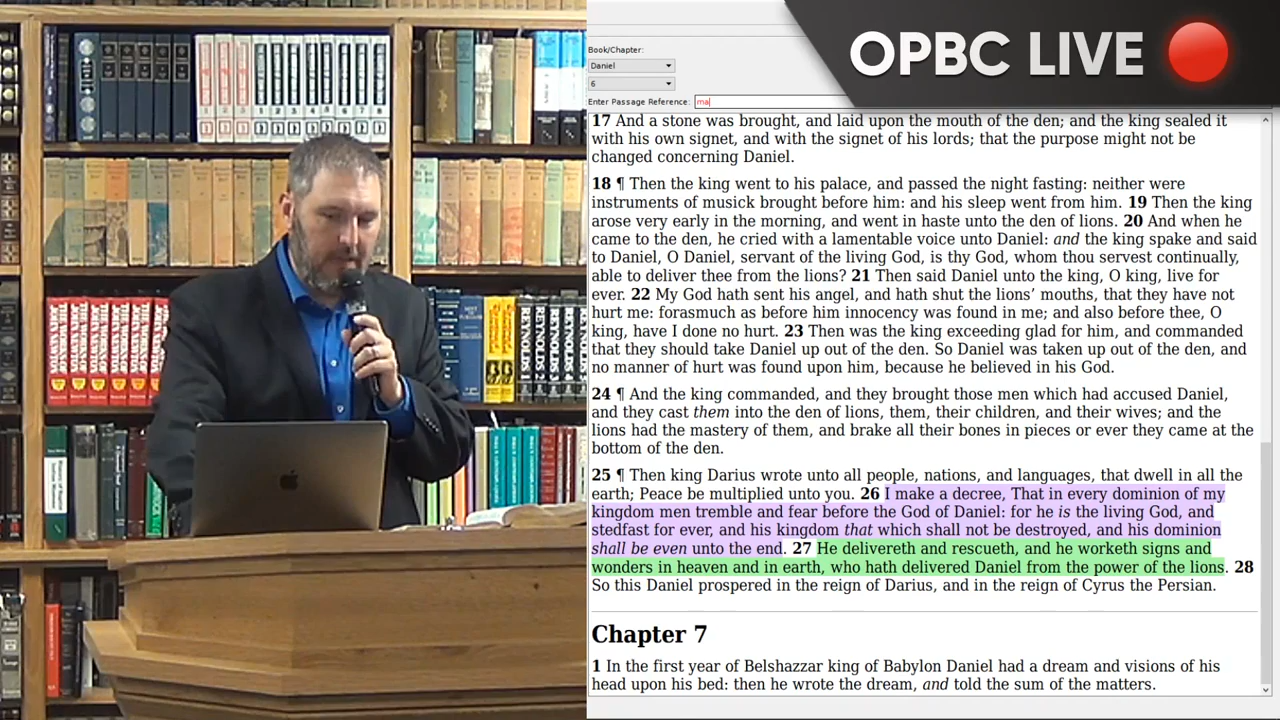 OPBC LIVE
Book/Chapter:
Daniel
6
Enter Passage Reference: ma
17 And a stone was brought, and laid upon the mouth of the den; and the king sealed it
with his own signet, and with the signet of his lords; that the purpose might not be
changed concerning Daniel.
18 ¶ Then the king went to his palace, and passed the night fasting: neither were
instruments of musick brought before him: and his sleep went from him. 19 Then the king
arose very early in the morning, and went in haste unto the den of lions. 20 And when he
came to the den, he cried with a lamentable voice unto Daniel: and the king spake and said
to Daniel, O Daniel, servant of the living God, is thy God, whom thou servest continually,
able to deliver thee from the lions? 21 Then said Daniel unto the king, O king, live for
ever. 22 My God hath sent his angel, and hath shut the lions’ mouths, that they have not
hurt me: forasmuch as before him innocency was found in me; and also before thee, O
king, have I done no hurt. 23 Then was the king exceeding glad for him, and commanded
that they should take Daniel up out of the den. So Daniel was taken up out of the den, and
no manner of hurt was found upon him, because he believed in his God.
24 ¶ And the king commanded, and they brought those men which had accused Daniel,
and they cast them into the den of lions, them, their children, and their wives; and the
lions had the mastery of them, and brake all their bones in pieces or ever they came at the
bottom of the den.
25 ¶ Then king Darius wrote unto all people, nations, and languages, that dwell in all the
earth; Peace be multiplied unto you. 26 I make a decree, That in every dominion of my
kingdom men tremble and fear before the God of Daniel: for he is the living God, and
stedfast for ever, and his kingdom that which shall not be destroyed, and his dominion
shall be even unto the end. 27 He delivereth and rescueth, and he worketh signs and
wonders in heaven and in earth, who hath delivered Daniel from the power of the lions. 28
So this Daniel prospered in the reign of Darius, and in the reign of Cyrus the Persian.
Chapter 7
1 In the first year of Belshazzar king of Babylon Daniel had a dream and visions of his
head upon his bed: then he wrote the dream, and told the sum of the matters.
REYNOLDS 1
REYNOLDS 2